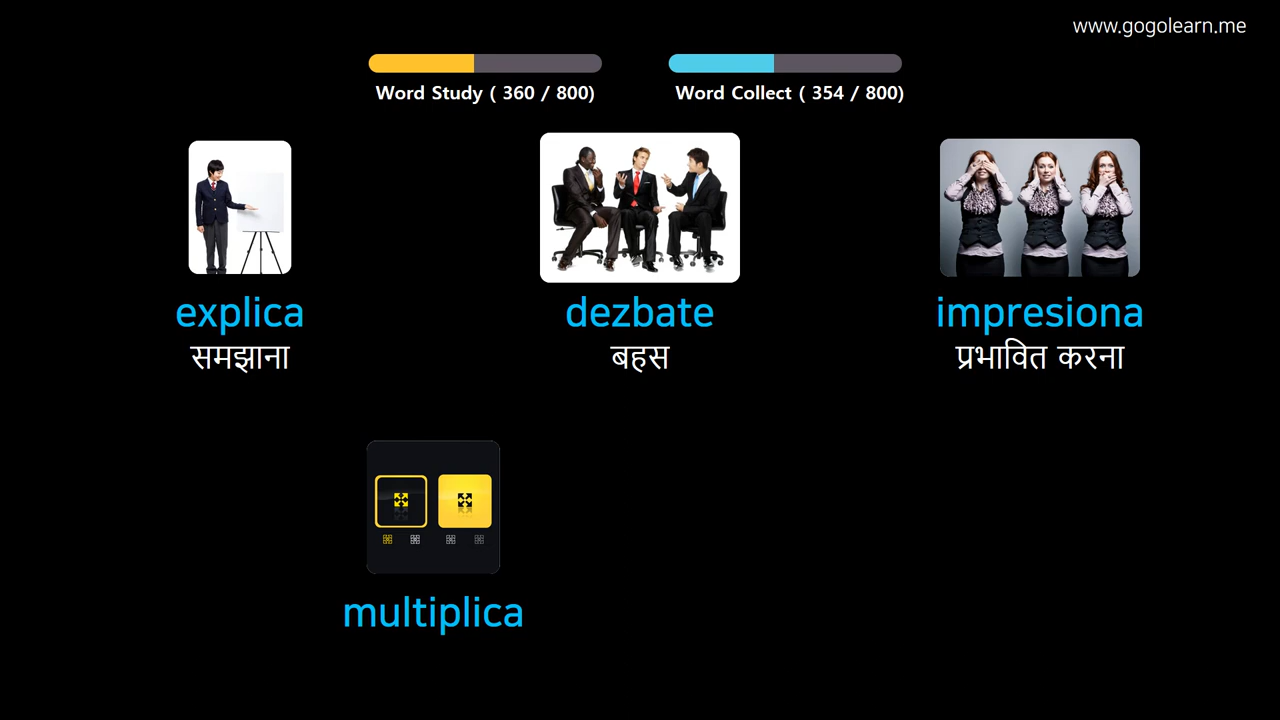 www.gogolearn.me
Word Study ( 360 / 800)
Word Collect ( 354 / 800)
explica
समझाना
dezbate
बहस
impresiona
प्रभावित करना
multiplica